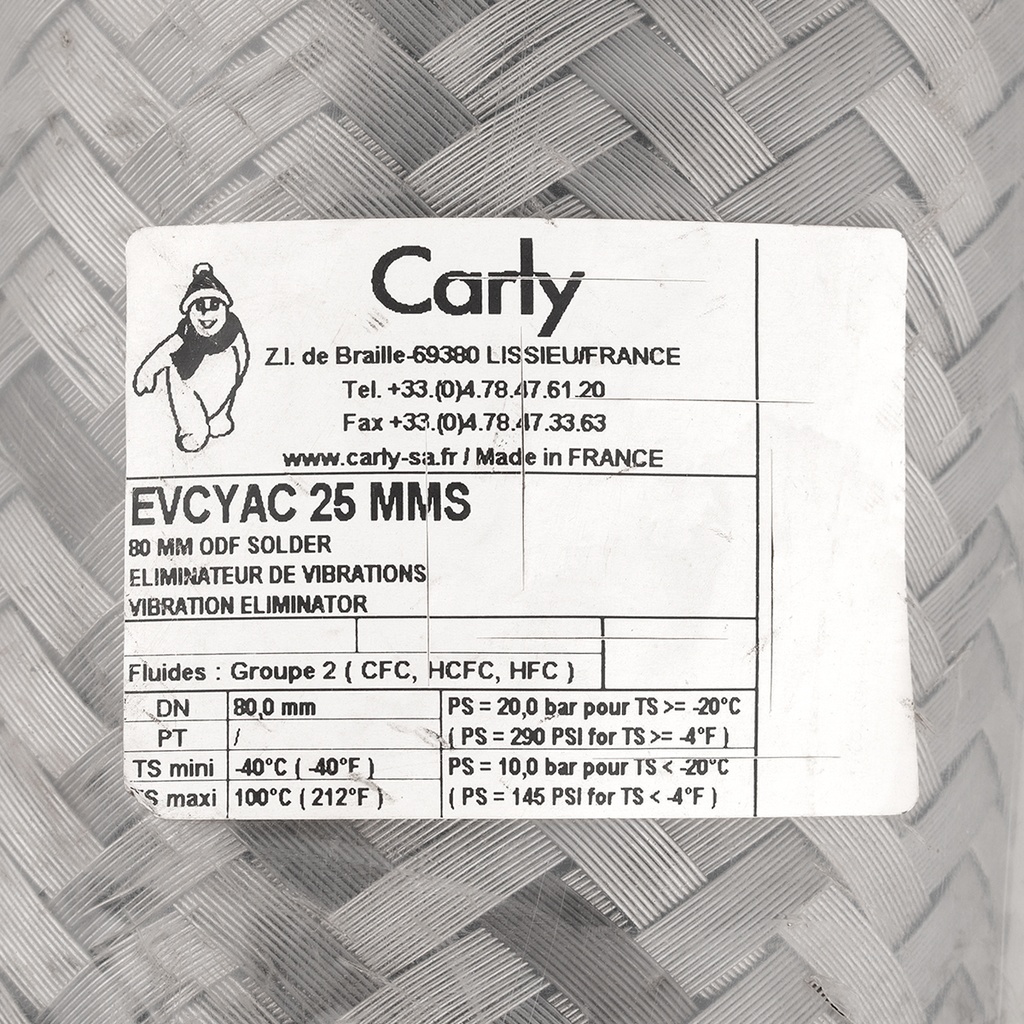 Carly
Z.I. de Braille-69380 LISSIEU/FRANCE
Tel. +33.(0)4.78.47.61.20
Fax +33.(0)4.78.47.33.63
www.carly-sa.fr / Made in FRANCE
EVCYAC 25 MMS
80 MM ODF SOLDER
ELIMINATEUR DE VIBRATIONS
VIBRATION ELIMINATOR
Fluides : Groupe 2 ( CFC, HCFC, HFC )
DN 80,0 mm PS = 20,0 bar pour TS >= -20°C
PT / ( PS = 290 PSI for TS >= -4°F )
TS mini -40°C ( -40°F ) PS = 10,0 bar pour TS < -20°C
TS maxi 100°C ( 212°F ) ( PS = 145 PSI for TS < -4°F )